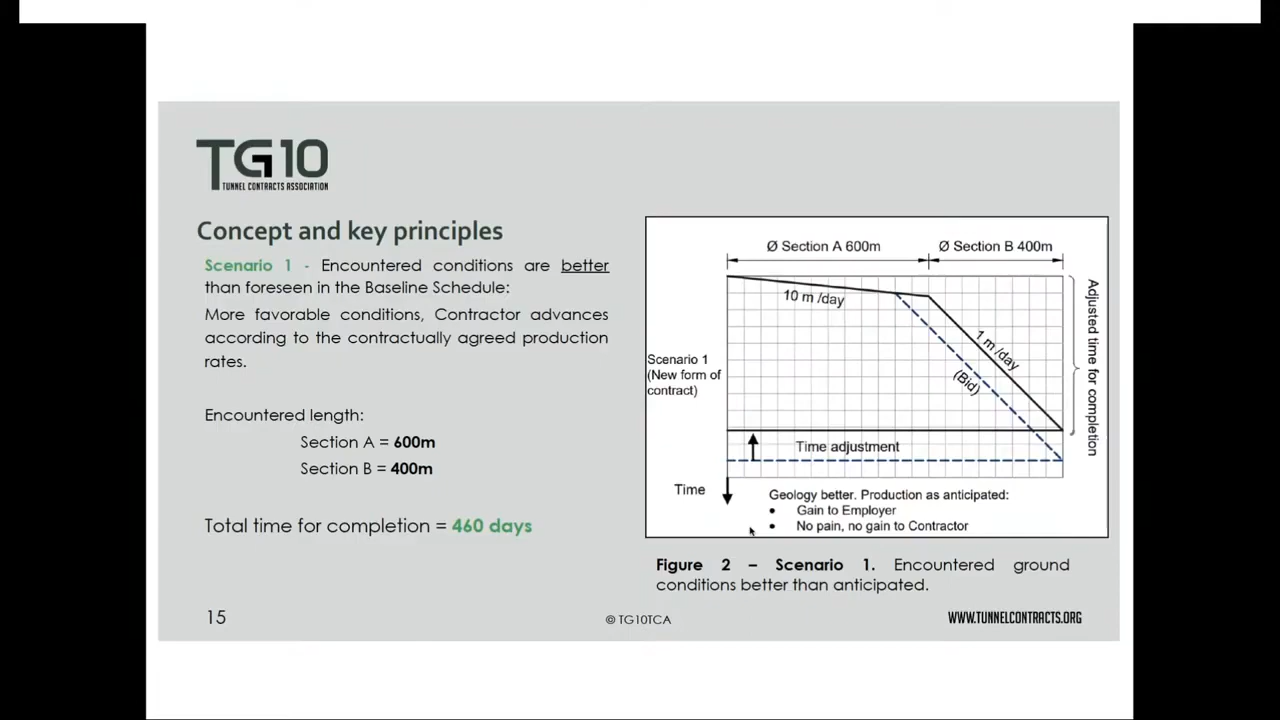 TG10
TUNNEL CONTRACTS ASSOCIATION
Concept and key principles
Scenario 1 - Encountered conditions are better
than foreseen in the Baseline Schedule:
More favorable conditions, Contractor advances
according to the contractually agreed production
rates.
Encountered length:
Section A = 600m
Section B = 400m
Total time for completion = 460 days
Ø Section A 600m
Ø Section B 400m
10 m /day
1 m /day
(Bid)
Scenario 1
(New form of
contract)
Adjusted time for completion
Time adjustment
Time
Geology better. Production as anticipated:
• Gain to Employer
• No pain, no gain to Contractor
Figure 2 – Scenario 1. Encountered ground
conditions better than anticipated.
15
© TG10TCA
WWW.TUNNELCONTRACTS.ORG